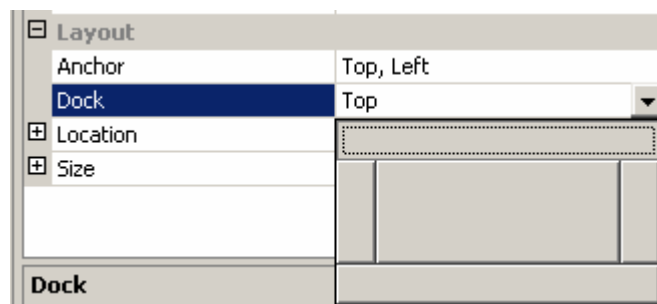 Layout
Anchor Top, Left
Dock Top
Location
Size
Dock